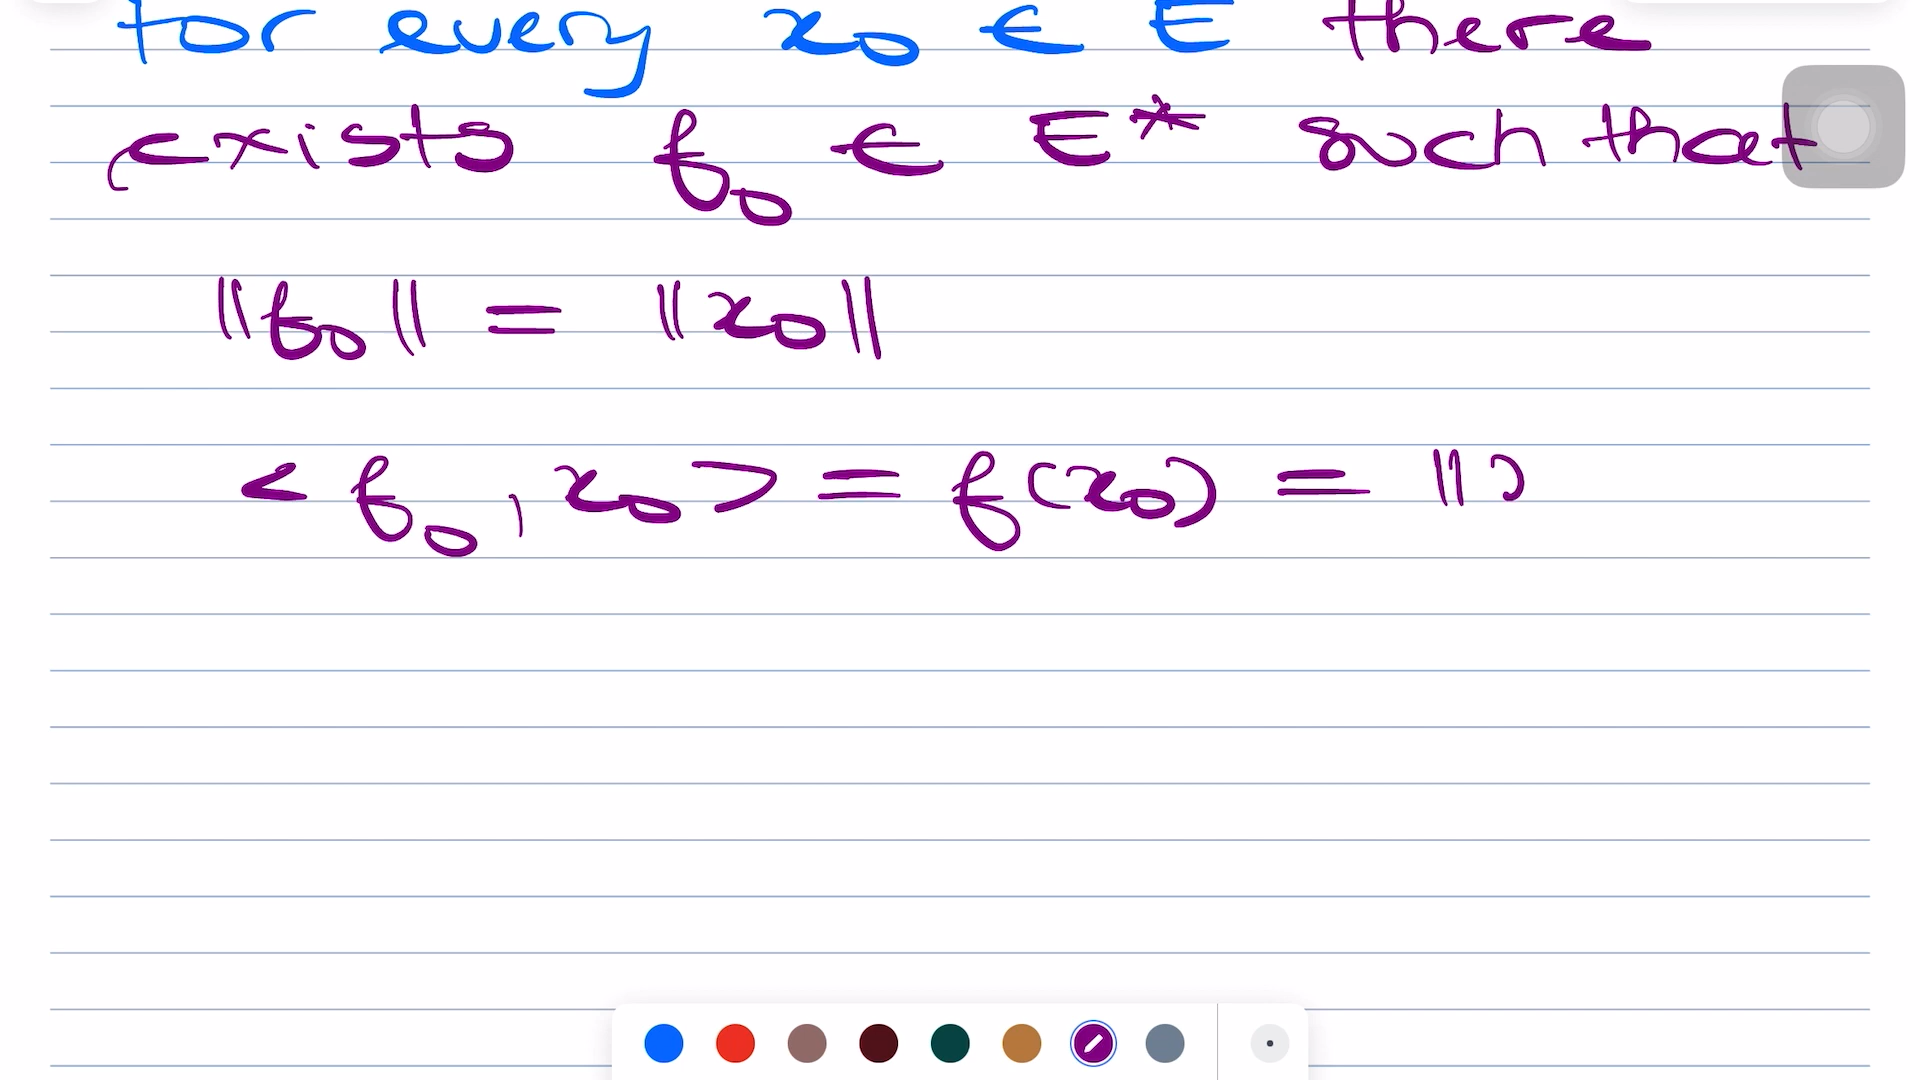 for every x₀ ∈ E there
exists f₀ ∈ E* such that
||f₀|| = ||x₀||
< f₀, x₀ > = f(x₀) = ||